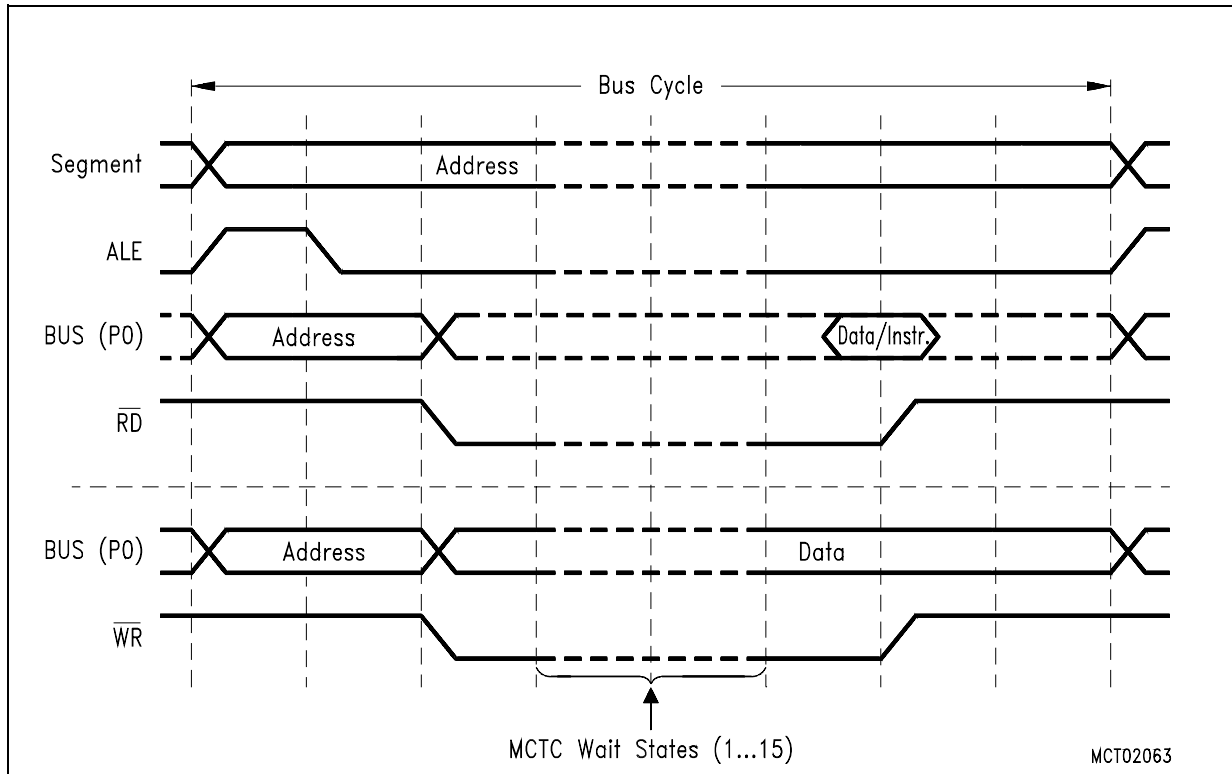 Bus Cycle
Segment
Address
ALE
BUS (P0)
Address
Data/Instr.
RD
BUS (P0)
Address
Data
WR
MCTC Wait States (1...15)
MCT02063